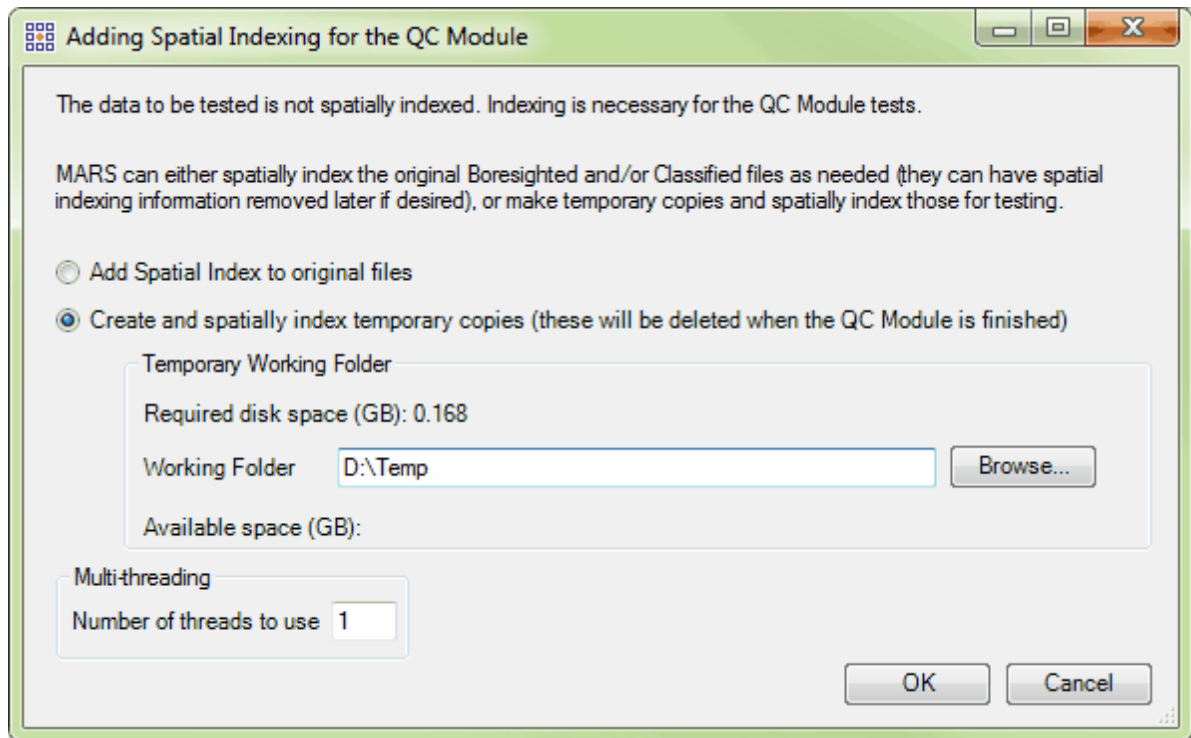 Adding Spatial Indexing for the QC Module
The data to be tested is not spatially indexed. Indexing is necessary for the QC Module tests.
MARS can either spatially index the original Boresighted and/or Classified files as needed (they can have spatial
indexing information removed later if desired), or make temporary copies and spatially index those for testing.
Add Spatial Index to original files
Create and spatially index temporary copies (these will be deleted when the QC Module is finished)
Temporary Working Folder
Required disk space (GB): 0.168
Working Folder D:\Temp Browse...
Available space (GB):
Multi-threading
Number of threads to use 1
OK Cancel